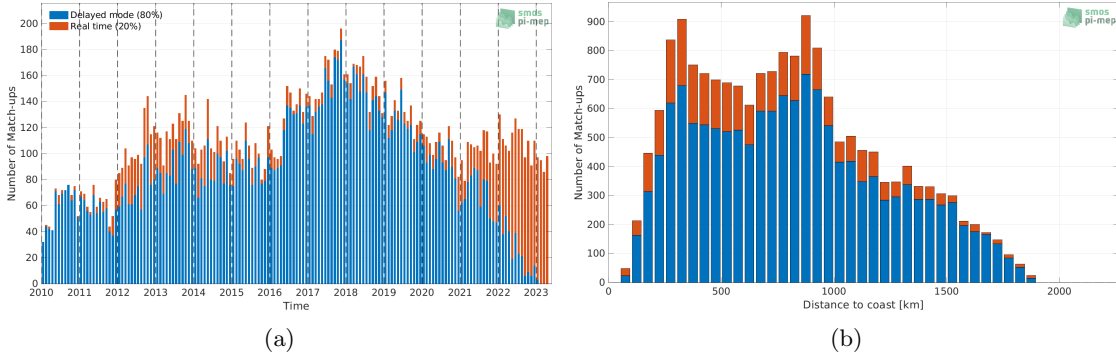 Delayed mode (80%)
Real time (20%)
smos
pi-mep
Number of Match-ups
200
180
160
140
120
100
80
60
40
20
0
2010 2011 2012 2013 2014 2015 2016 2017 2018 2019 2020 2021 2022 2023
Time
(a)
smos
pi-mep
Number of Match-ups
900
800
700
600
500
400
300
200
100
0
0 500 1000 1500 2000
Distance to coast [km]
(b)